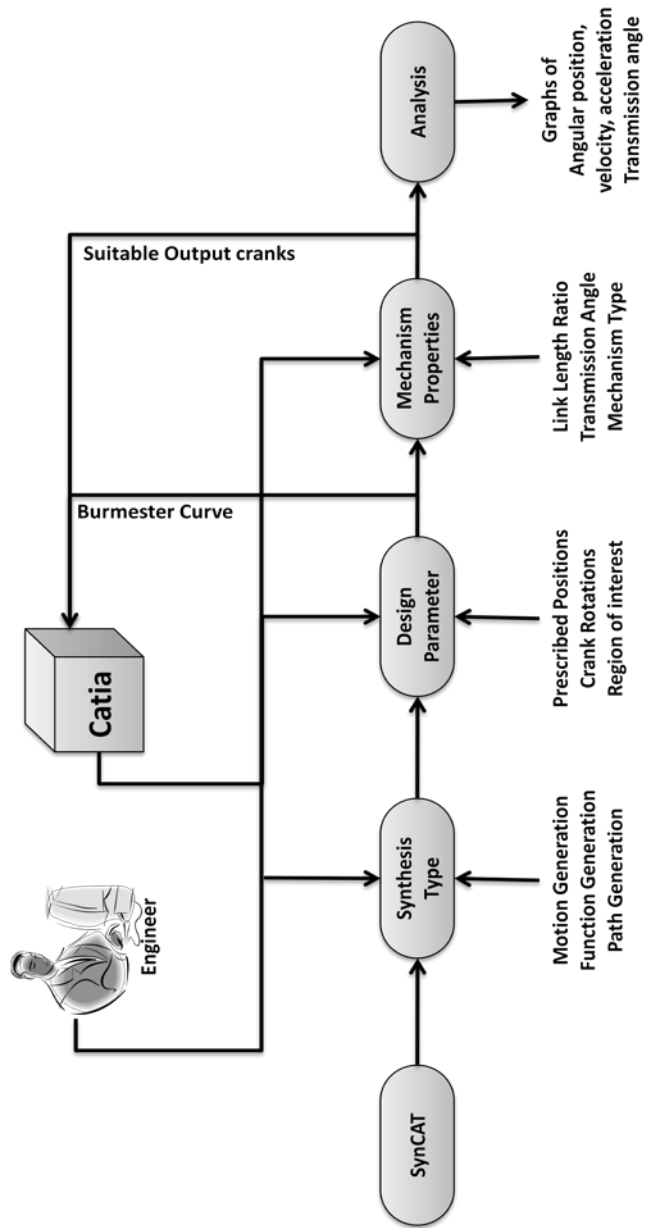 Engineer
Catia
Burmester Curve
Suitable Output cranks
SynCAT
Synthesis
Type
Design
Parameter
Mechanism
Properties
Analysis
Motion Generation
Function Generation
Path Generation
Prescribed Positions
Crank Rotations
Region of interest
Link Length Ratio
Transmission Angle
Mechanism Type
Graphs of
Angular position,
velocity, acceleration
Transmission angle